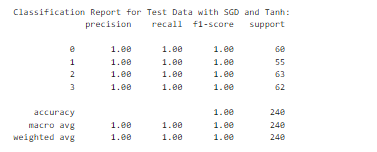 Classification Report for Test Data with SGD and Tanh:
precision recall f1-score support
0 1.00 1.00 1.00 60
1 1.00 1.00 1.00 55
2 1.00 1.00 1.00 63
3 1.00 1.00 1.00 62
accuracy 1.00 240
macro avg 1.00 1.00 1.00 240
weighted avg 1.00 1.00 1.00 240